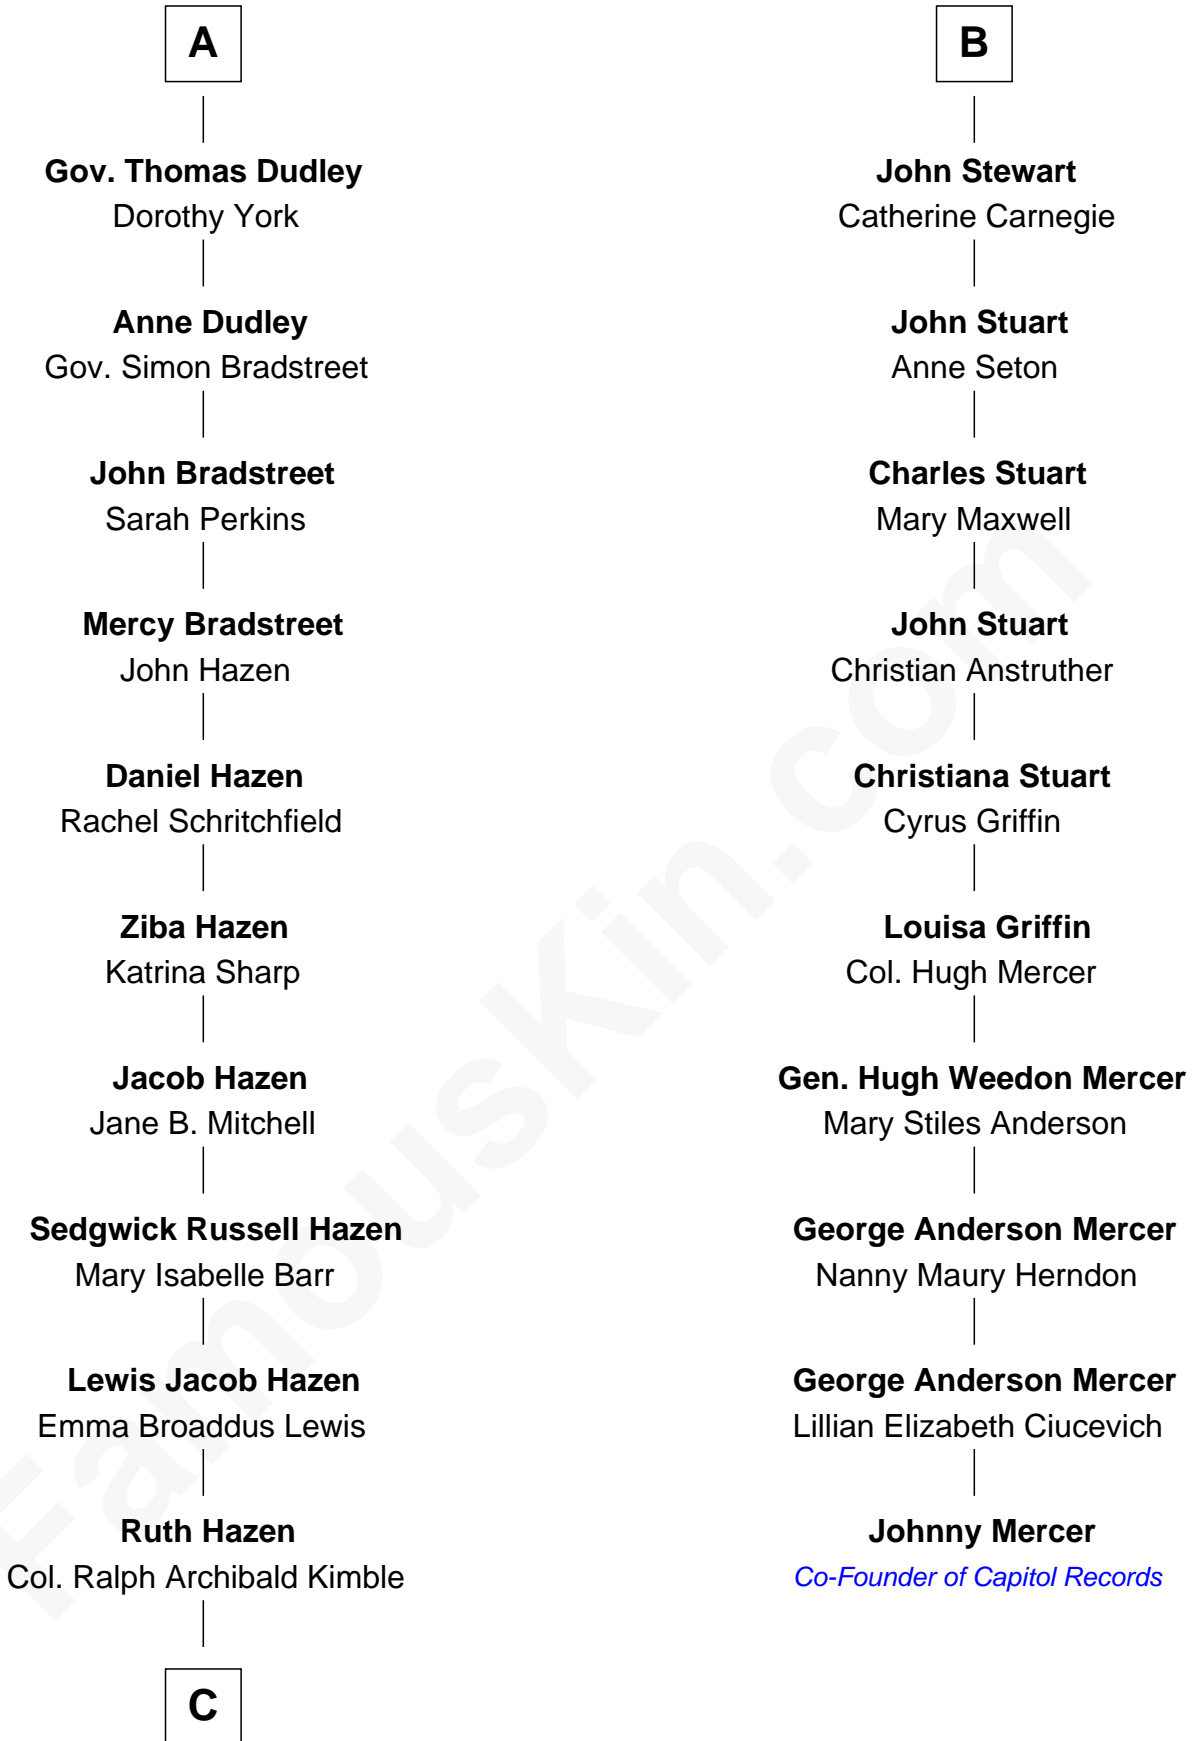 A
Gov. Thomas Dudley
Dorothy York
Anne Dudley
Gov. Simon Bradstreet
John Bradstreet
Sarah Perkins
Mercy Bradstreet
John Hazen
Daniel Hazen
Rachel Schritchfield
Ziba Hazen
Katrina Sharp
Jacob Hazen
Jane B. Mitchell
Sedgwick Russell Hazen
Mary Isabelle Barr
Lewis Jacob Hazen
Emma Broaddus Lewis
Ruth Hazen
Col. Ralph Archibald Kimble
C
B
John Stewart
Catherine Carnegie
John Stuart
Anne Seton
Charles Stuart
Mary Maxwell
John Stuart
Christian Anstruther
Christiana Stuart
Cyrus Griffin
Louisa Griffin
Col. Hugh Mercer
Gen. Hugh Weedon Mercer
Mary Stiles Anderson
George Anderson Mercer
Nanny Maury Herndon
George Anderson Mercer
Lillian Elizabeth Ciucevich
Johnny Mercer
Co-Founder of Capitol Records
FamousKin.com